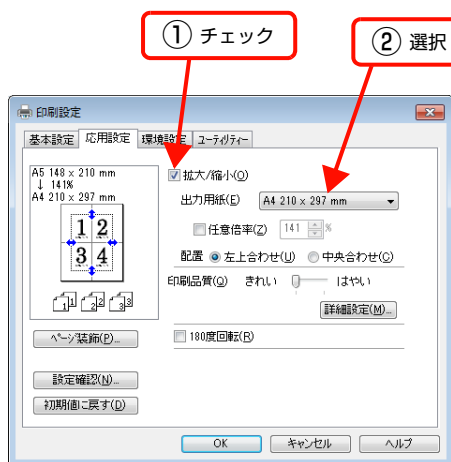 ① チェック
② 選択
印刷設定
基本設定 応用設定 環境設定 ユーティリティー
A5 148 x 210 mm
↓ 141%
A4 210 x 297 mm
1 2
3 4
1 1 2 2 3 3
ページ装飾(P)...
設定確認(N)...
初期値に戻す(D)
拡大/縮小(O)
出力用紙(E) A4 210 x 297 mm
任意倍率(Z) 141 %
配置 左上合わせ(U) 中央合わせ(C)
印刷品質(Q) きれい はやい
詳細設定(M)...
180度回転(R)
OK キャンセル ヘルプ